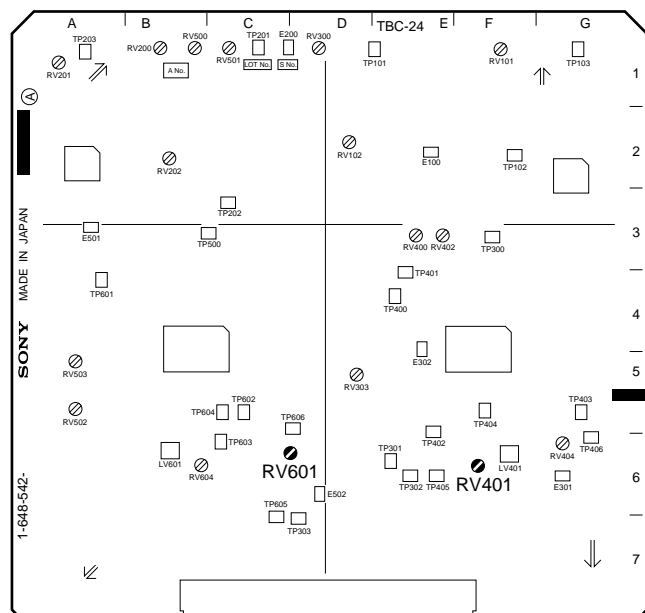 A B C D TBC-24 E F G
TP203 RV200 RV500 TP201 E200 RV300
RV501 TP101 RV101 TP103
RV201 A No. LOT No. S No. 1
A
RV102 2
E100 TP102
RV202
TP202
E501 TP500 RV400 RV402 TP300 3
TP401
TP601 TP400 4
E302
RV503 RV303 5
TP602 TP403
RV502 TP604 TP606 TP404
TP603 TP402 RV404 TP406
LV601 RV604 RV601 TP301 RV401 LV401
TP302 TP405 E301 6
E502
TP605 TP303
7
1-648-542- SONY MADE IN JAPAN